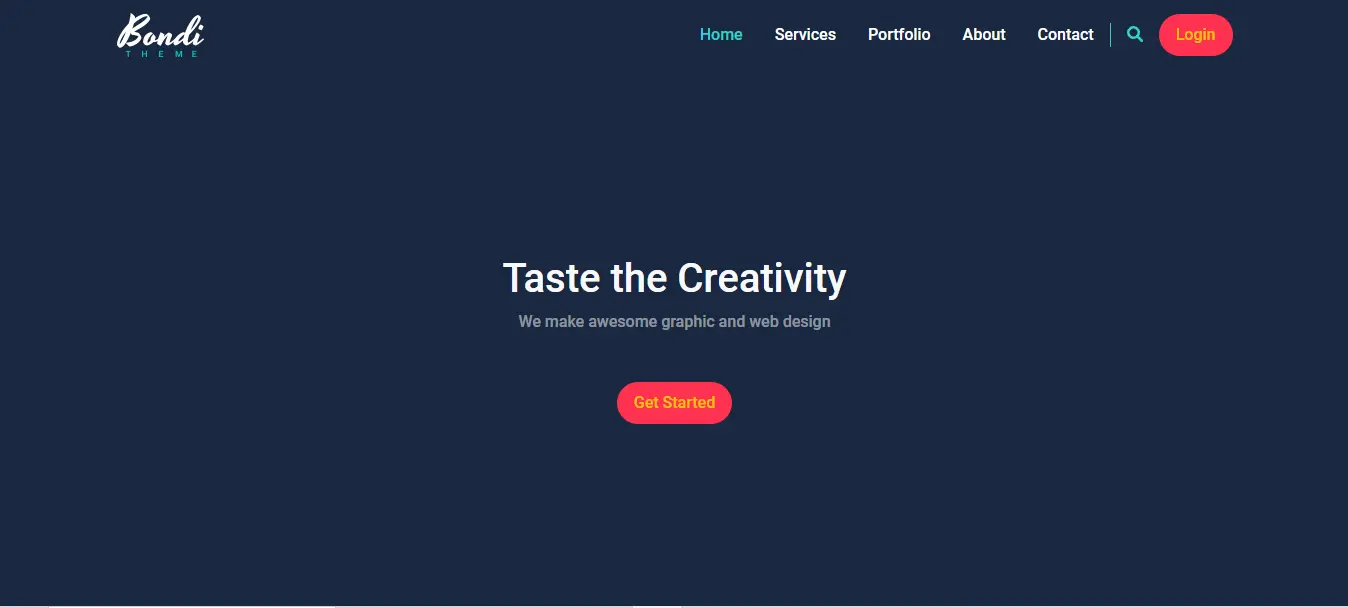 Bondi
THEME
Home Services Portfolio About Contact Login
Taste the Creativity
We make awesome graphic and web design
Get Started